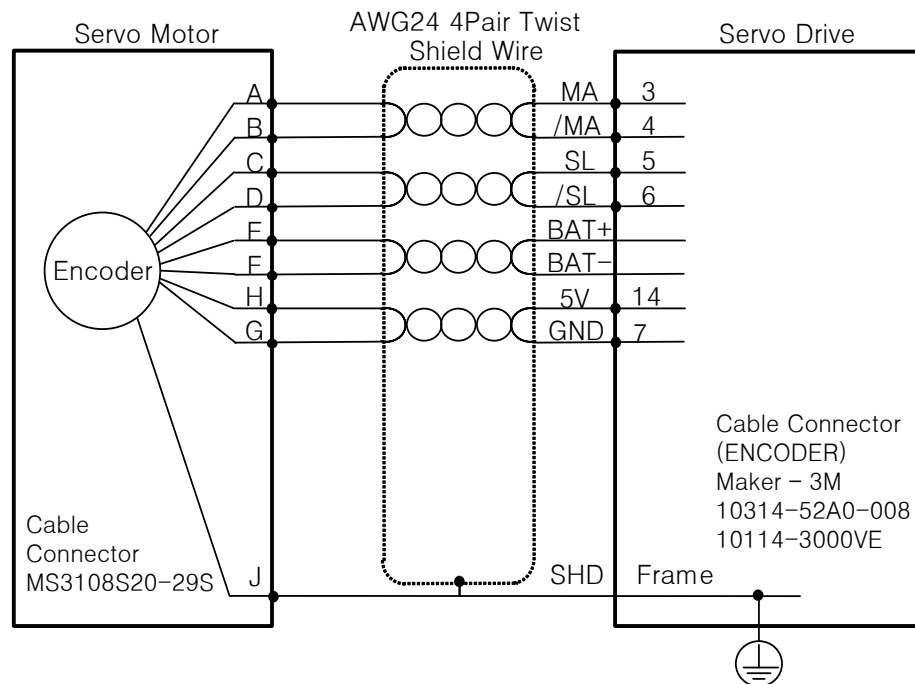 AWG24 4Pair Twist
Shield Wire
Servo Motor
Servo Drive
A
B
C
D
E
F
H
G
Encoder
MA 3
/MA 4
SL 5
/SL 6
BAT+
BAT-
5V 14
GND 7
Cable
Connector
MS3108S20-29S
J
SHD Frame
Cable Connector
(ENCODER)
Maker - 3M
10314-52A0-008
10114-3000VE